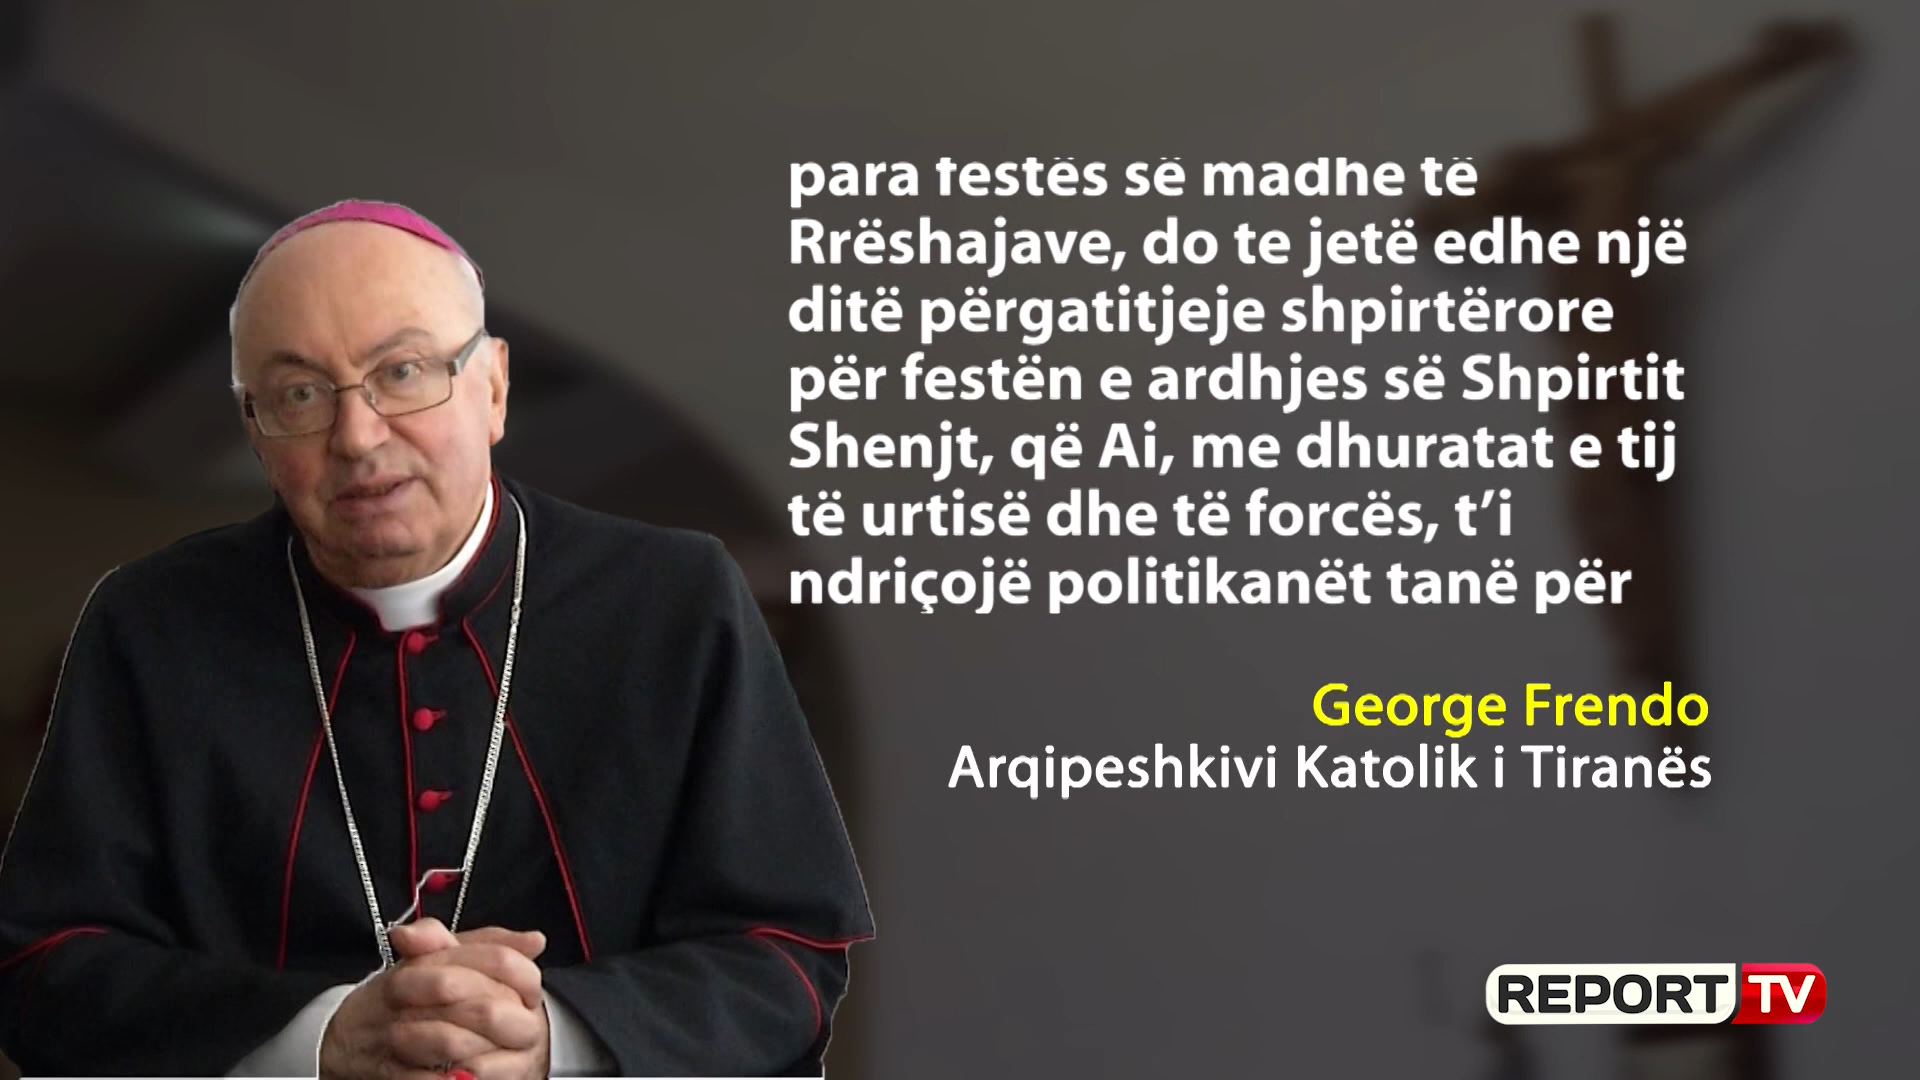 para festës së madhe të
Rrëshajave, do te jetë edhe një
ditë përgatitjeje shpirtërore
për festën e ardhjes së Shpirtit
Shenjt, që Ai, me dhuratat e tij
të urtisë dhe të forcës, t’i
ndriçojë politikanët tanë për
George Frendo
Arqipeshkivi Katolik i Tiranës
REPORT TV